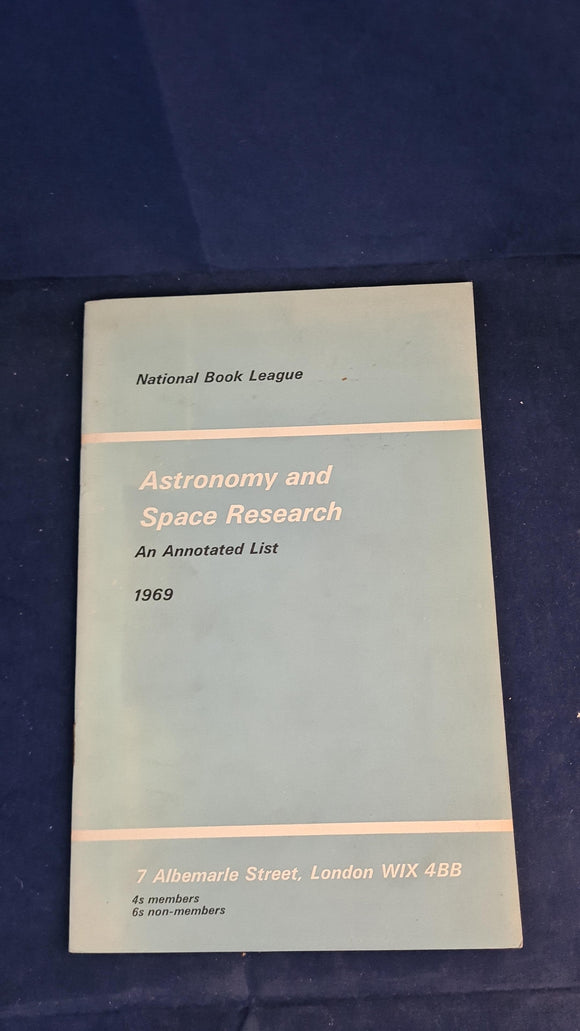 National Book League
Astronomy and
Space Research
An Annotated List
1969
7 Albemarle Street, London WIX 4BB
4s members
6s non-members